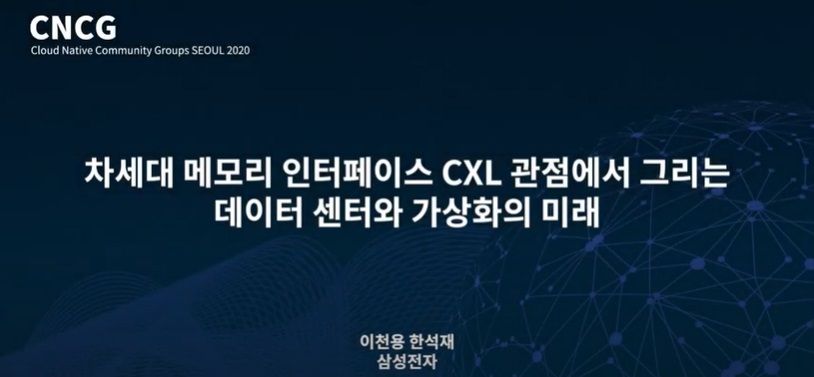 CNCG
Cloud Native Community Groups SEOUL 2020
차세대 메모리 인터페이스 CXL 관점에서 그리는
데이터 센터와 가상화의 미래
이천용 한석재
삼성전자